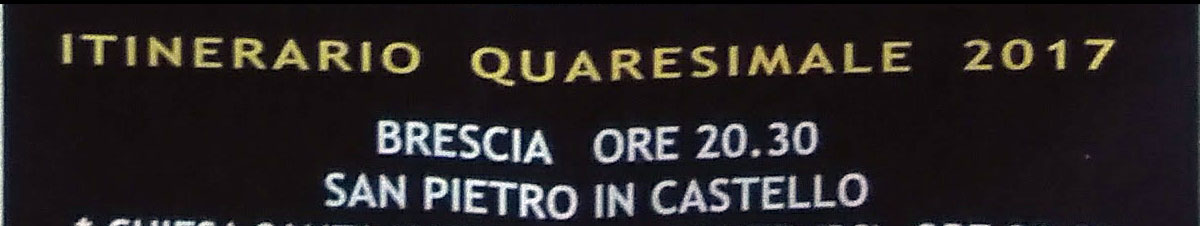 ITINERARIO QUARESIMALE 2017
BRESCIA ORE 20.30
SAN PIETRO IN CASTELLO